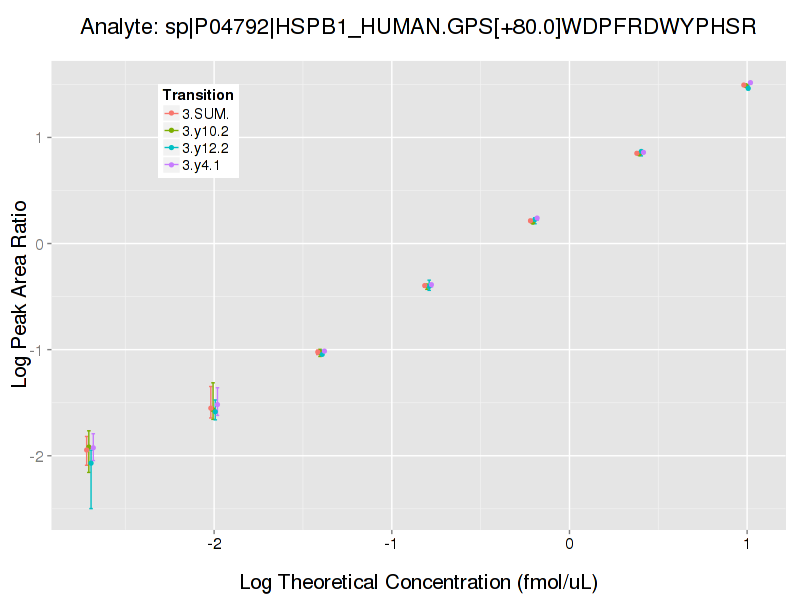 Analyte: sp|P04792|HSPB1_HUMAN.GPS[+80.0]WDPFRDWYPHSR
Transition
3.SUM.
3.y10.2
3.y12.2
3.y4.1
Log Peak Area Ratio
1
0
-1
-2
-2 -1 0 1
Log Theoretical Concentration (fmol/uL)